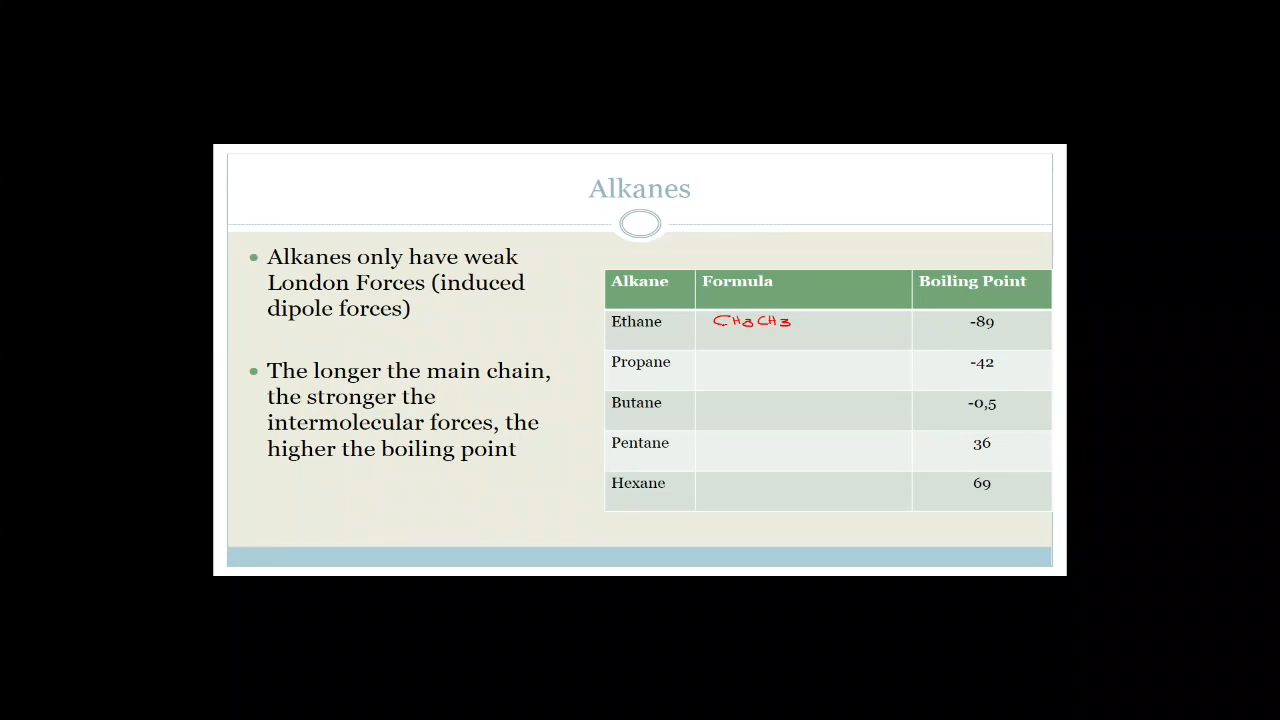 Alkanes
• Alkanes only have weak
London Forces (induced
dipole forces)
• The longer the main chain,
the stronger the
intermolecular forces, the
higher the boiling point
Alkane Formula Boiling Point
Ethane CH3CH3 -89
Propane -42
Butane -0,5
Pentane 36
Hexane 69